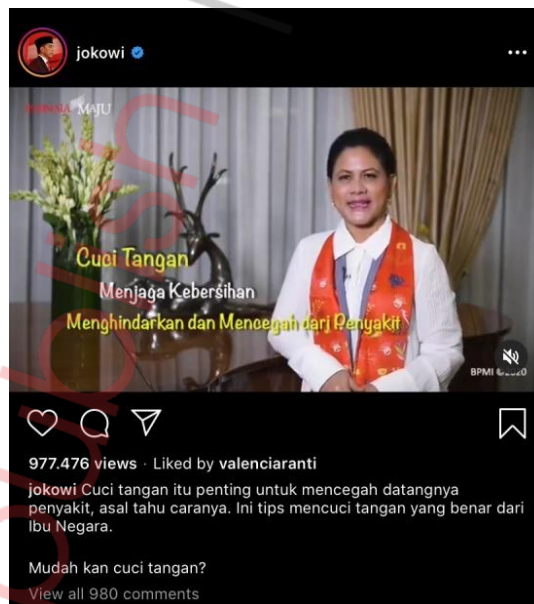 jokowi
INDONESIA MAJU
Cuci Tangan
Menjaga Kebersihan
Menghindarkan dan Mencegah dari Penyakit
BPMI ©2020
977.476 views · Liked by valenciaranti
jokowi Cuci tangan itu penting untuk mencegah datangnya
penyakit, asal tahu caranya. Ini tips mencuci tangan yang benar dari
Ibu Negara.
Mudah kan cuci tangan?
View all 980 comments